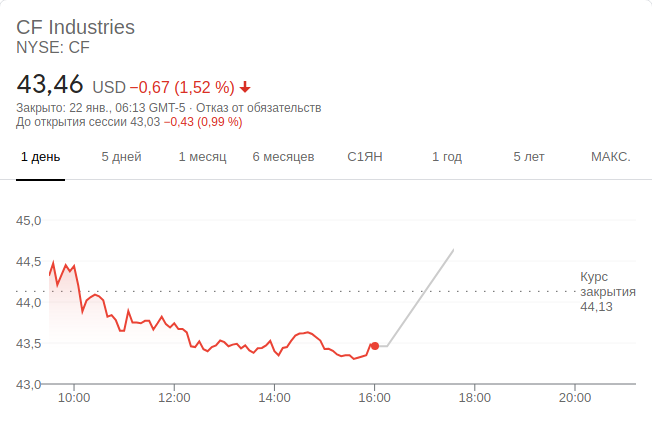 CF Industries
NYSE: CF
43,46 USD −0,67 (1,52 %)
Закрыто: 22 янв., 06:13 GMT-5 · Отказ от обязательств
До открытия сессии 43,03 −0,43 (0,99 %)
1 день 5 дней 1 месяц 6 месяцев С1ЯН 1 год 5 лет МАКС.
45,0
44,5
Курс
закрытия
44,13
44,0
43,5
43,0
10:00 12:00 14:00 16:00 18:00 20:00